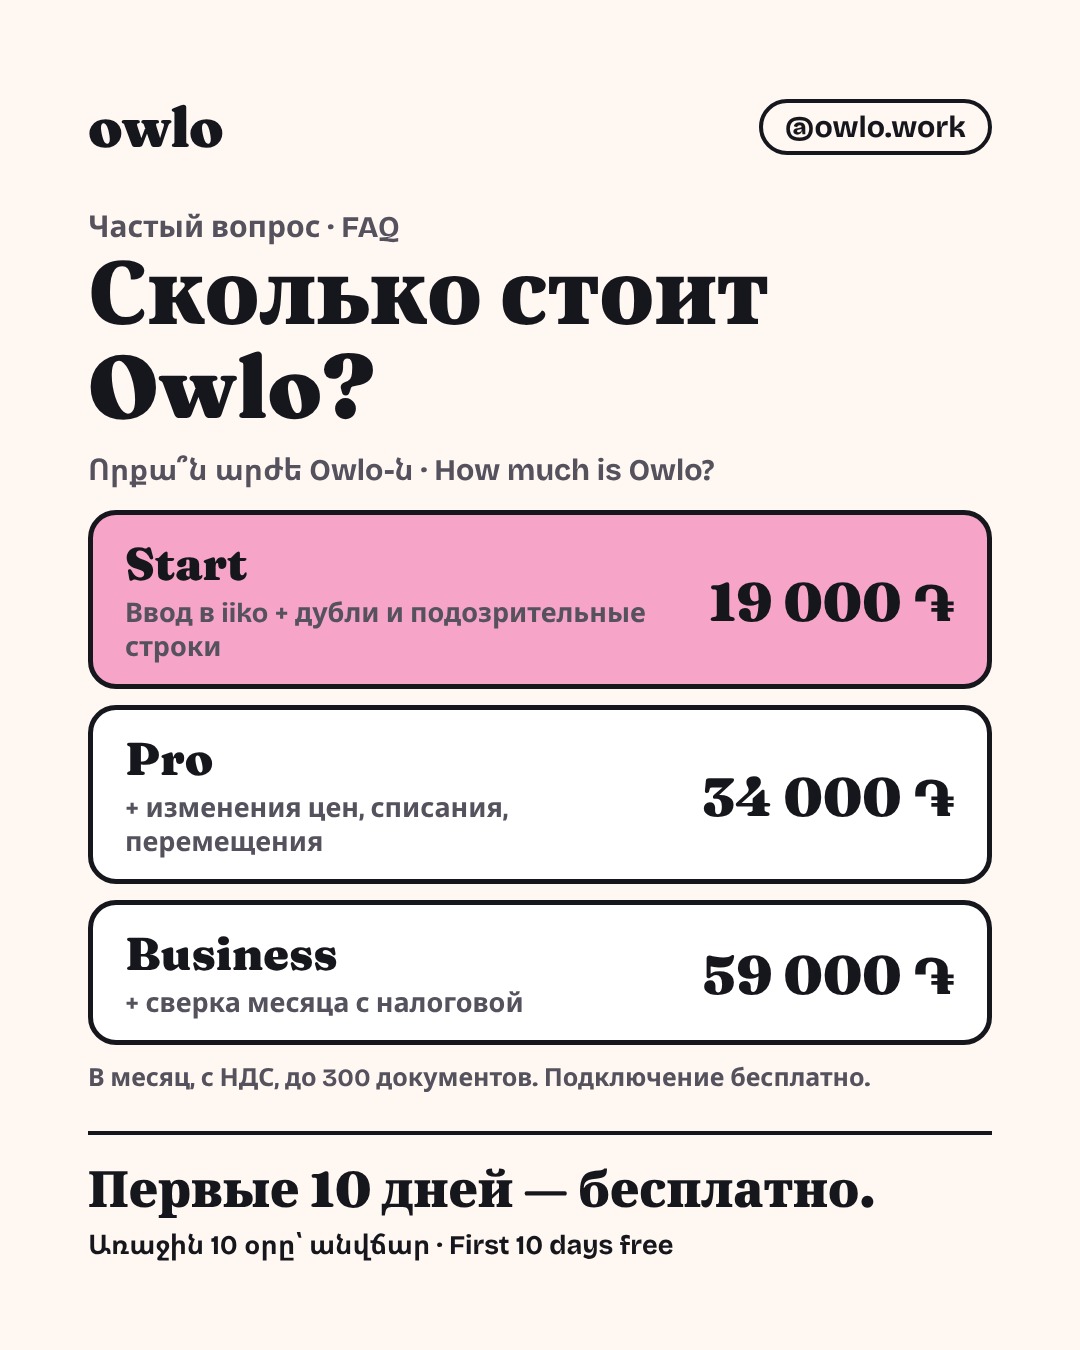 owlo
@owlo.work
Частый вопрос · FAQ
Сколько стоит
Owlo?
Որքա՞ն արժե Owlo-ն · How much is Owlo?
Start
Ввод в iiko + дубли и подозрительные
строки
19 000 ֏
Pro
+ изменения цен, списания,
перемещения
34 000 ֏
Business
+ сверка месяца с налоговой
59 000 ֏
В месяц, с НДС, до 300 документов. Подключение бесплатно.
Первые 10 дней — бесплатно.
Առաջին 10 օրը՝ անվճար · First 10 days free